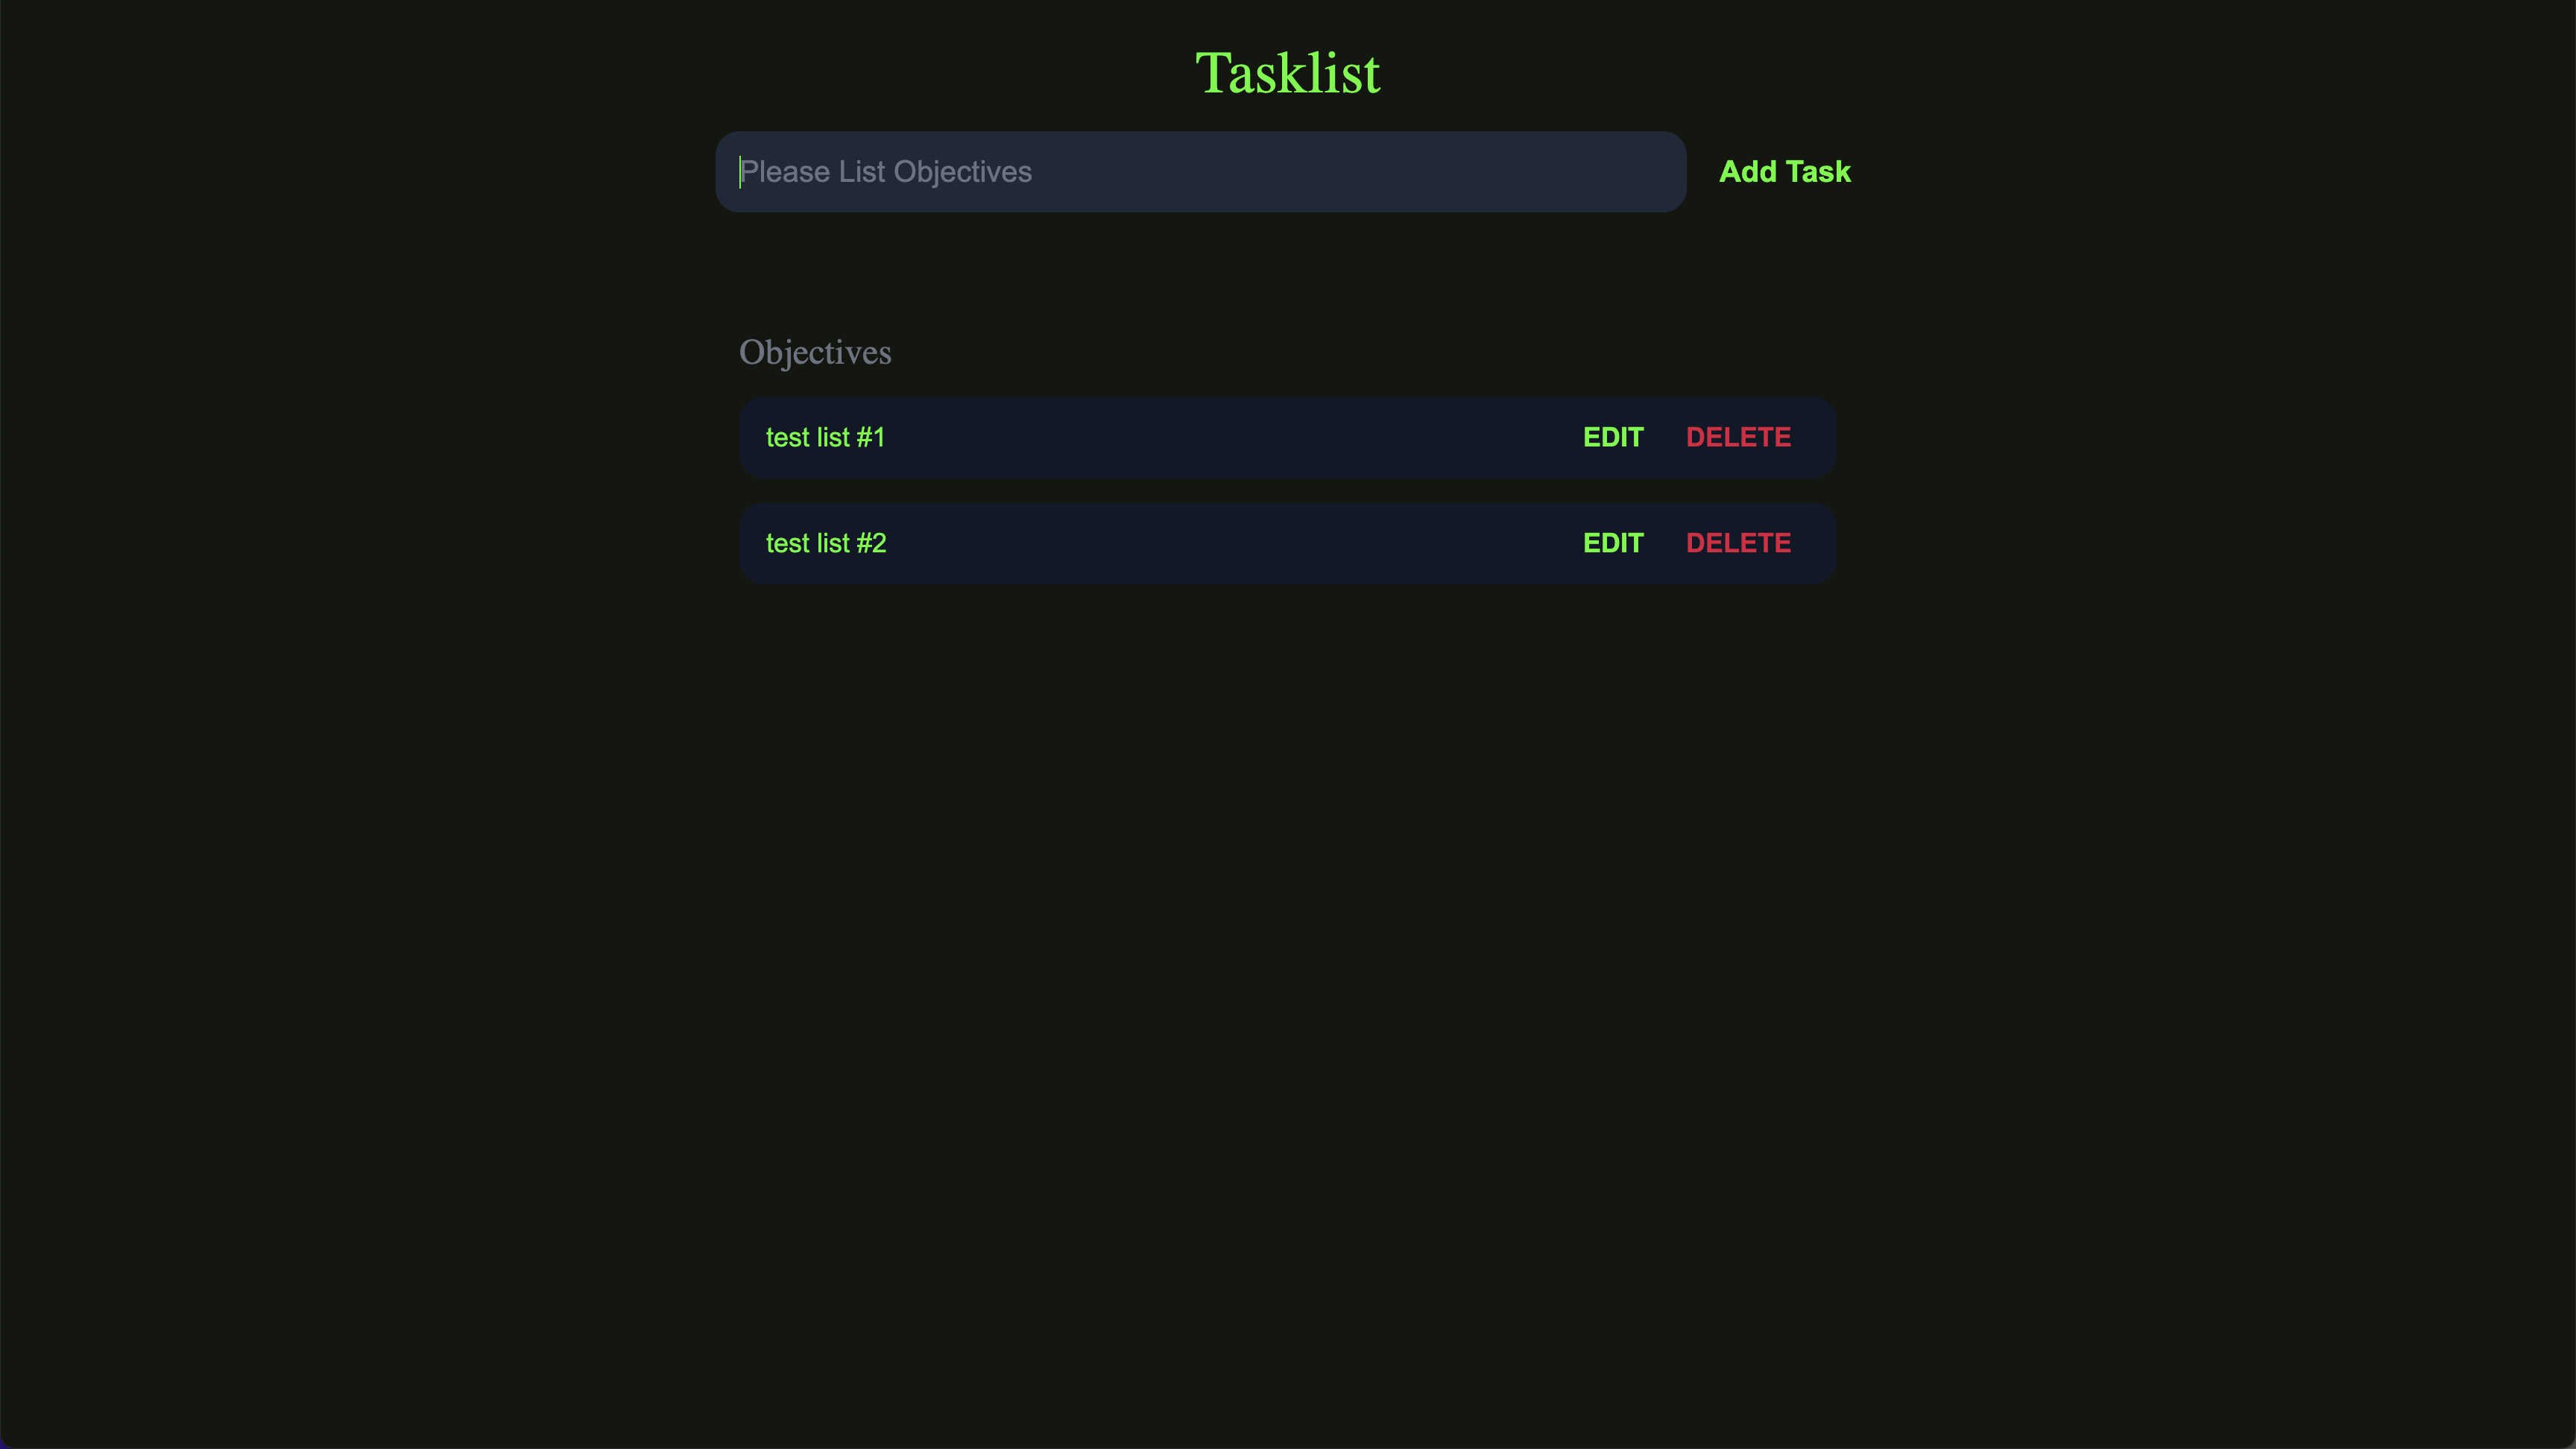 Tasklist
Please List Objectives
Add Task
Objectives
test list #1 EDIT DELETE
test list #2 EDIT DELETE